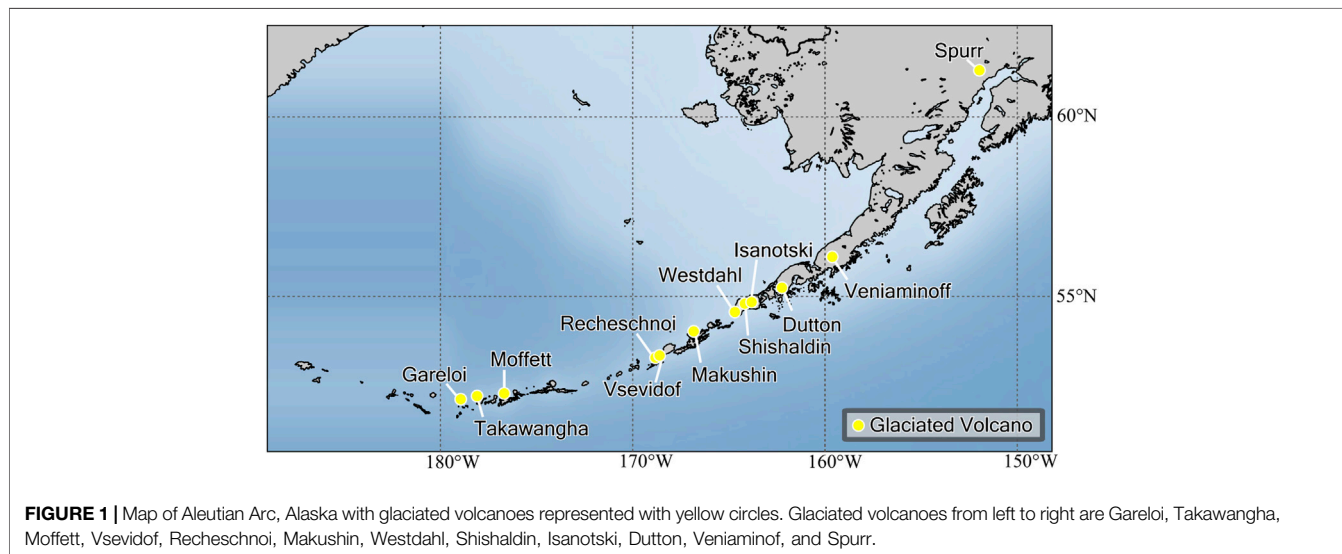 Spurr
60°N
Isanotski
Westdahl
Veniaminoff
55°N
Dutton
Recheschnoi
Shishaldin
Moffett
Makushin
Gareloi
Vsevidof
Takawangha
Glaciated Volcano
180°W 170°W 160°W 150°W
FIGURE 1 | Map of Aleutian Arc, Alaska with glaciated volcanoes represented with yellow circles. Glaciated volcanoes from left to right are Gareloi, Takawangha,
Moffett, Vsevidof, Recheschnoi, Makushin, Westdahl, Shishaldin, Isanotski, Dutton, Veniaminof, and Spurr.